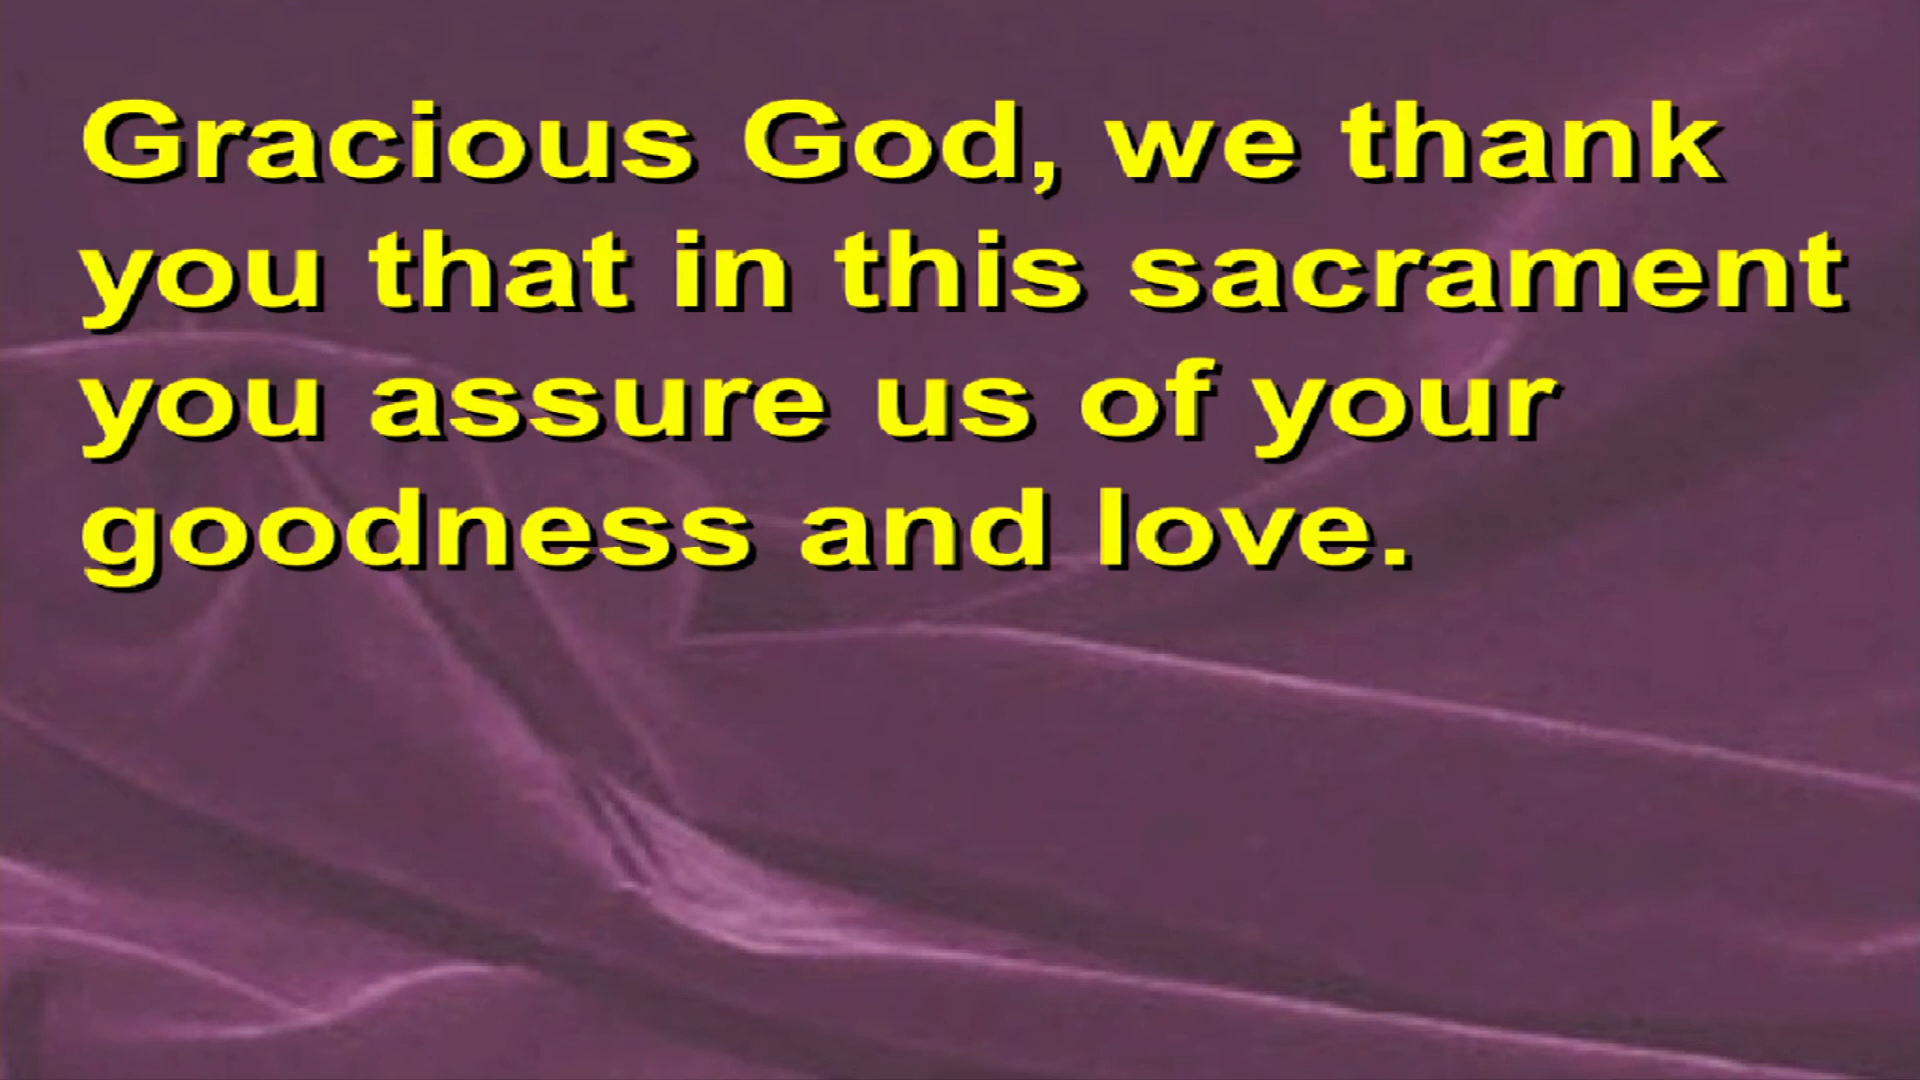 Gracious God, we thank
you that in this sacrament
you assure us of your
goodness and love.